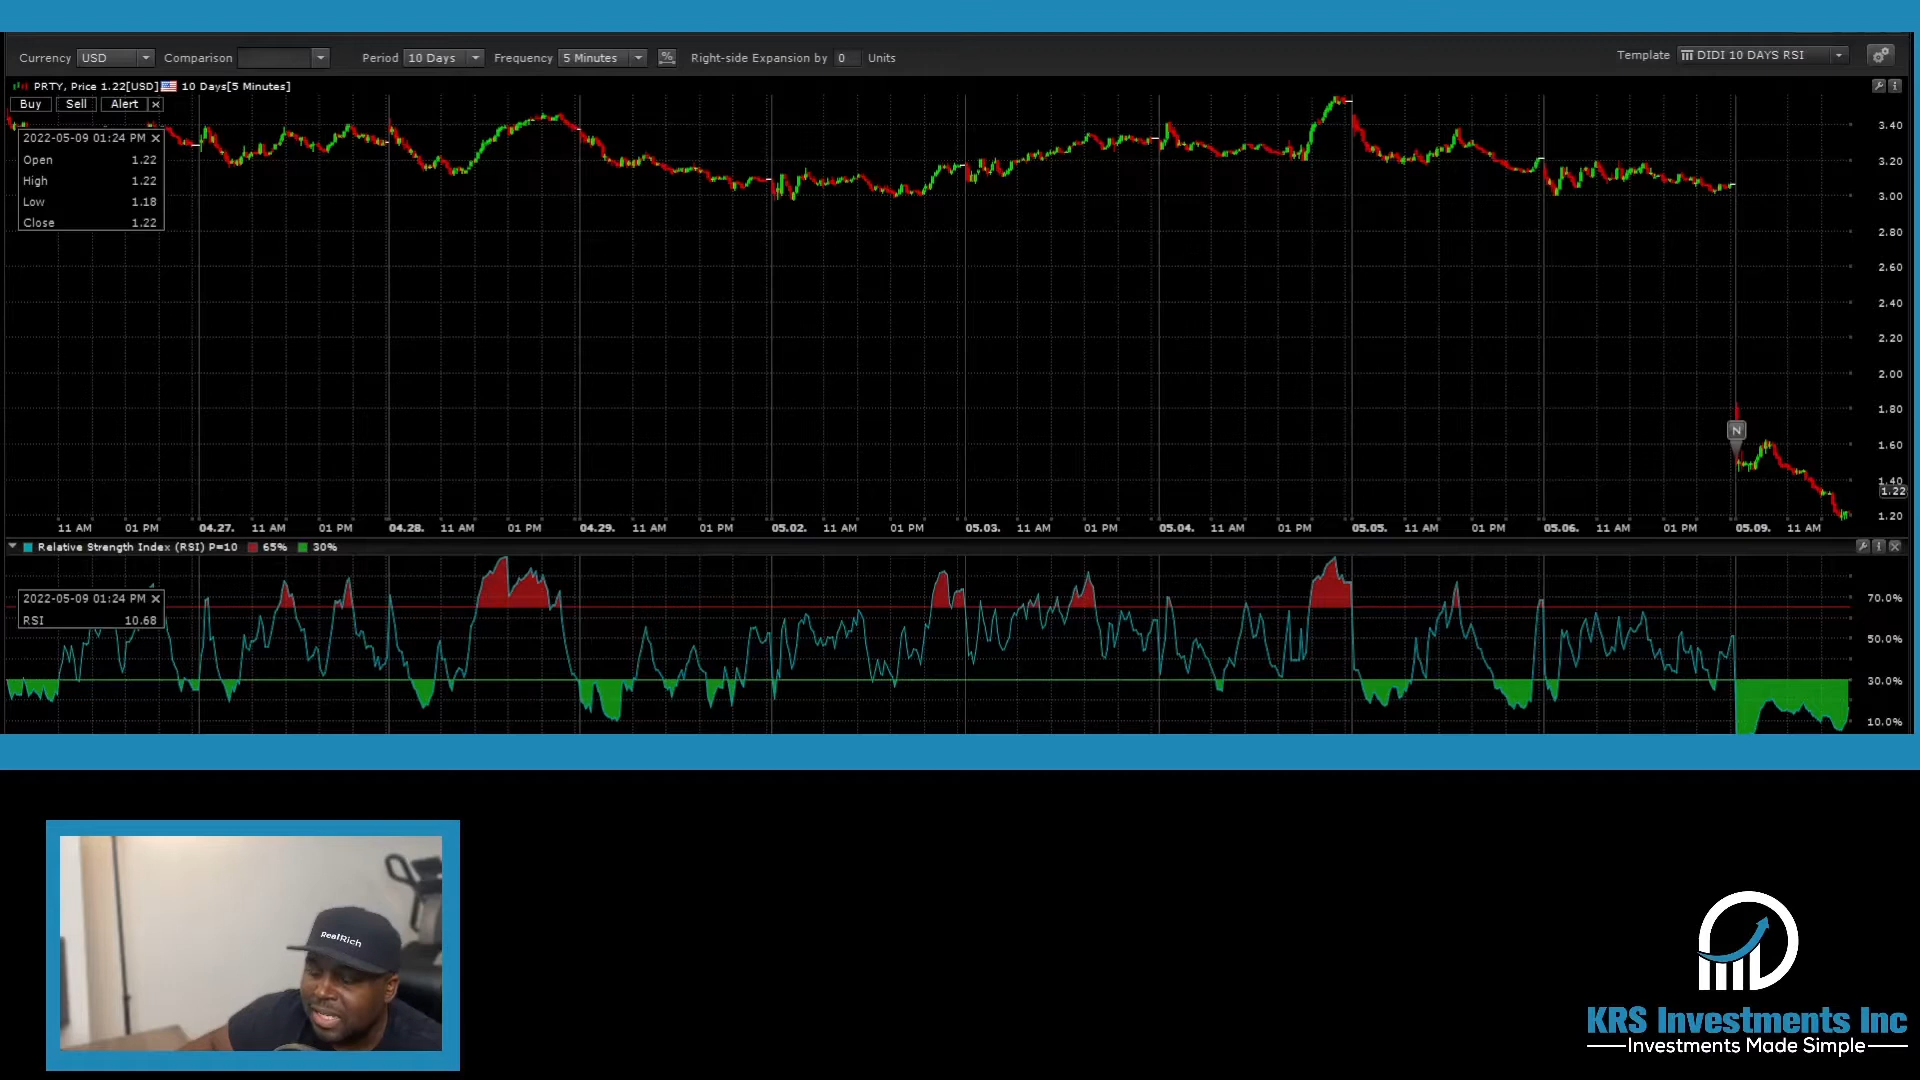 Currency USD Comparison Period 10 Days Frequency 5 Minutes % Right-side Expansion by 0 Units Template DIDI 10 DAYS RSI
PRTY, Price 1.22[USD] 10 Days[5 Minutes]
Buy Sell Alert
2022-05-09 01:24 PM
Open 1.22
High 1.22
Low 1.18
Close 1.22
3.40
3.20
3.00
2.80
2.60
2.40
2.20
2.00
1.80
N
1.60
1.40
1.22
1.20
11 AM 01 PM 04.27. 11 AM 01 PM 04.28. 11 AM 01 PM 04.29. 11 AM 01 PM 05.02. 11 AM 01 PM 05.03. 11 AM 01 PM 05.04. 11 AM 01 PM 05.05. 11 AM 01 PM 05.06. 11 AM 01 PM 05.09. 11 AM
Relative Strength Index (RSI) P=10 65% 30%
2022-05-09 01:24 PM
RSI 10.68
70.0%
50.0%
30.0%
10.0%
RealRich
KRS Investments Inc
Investments Made Simple